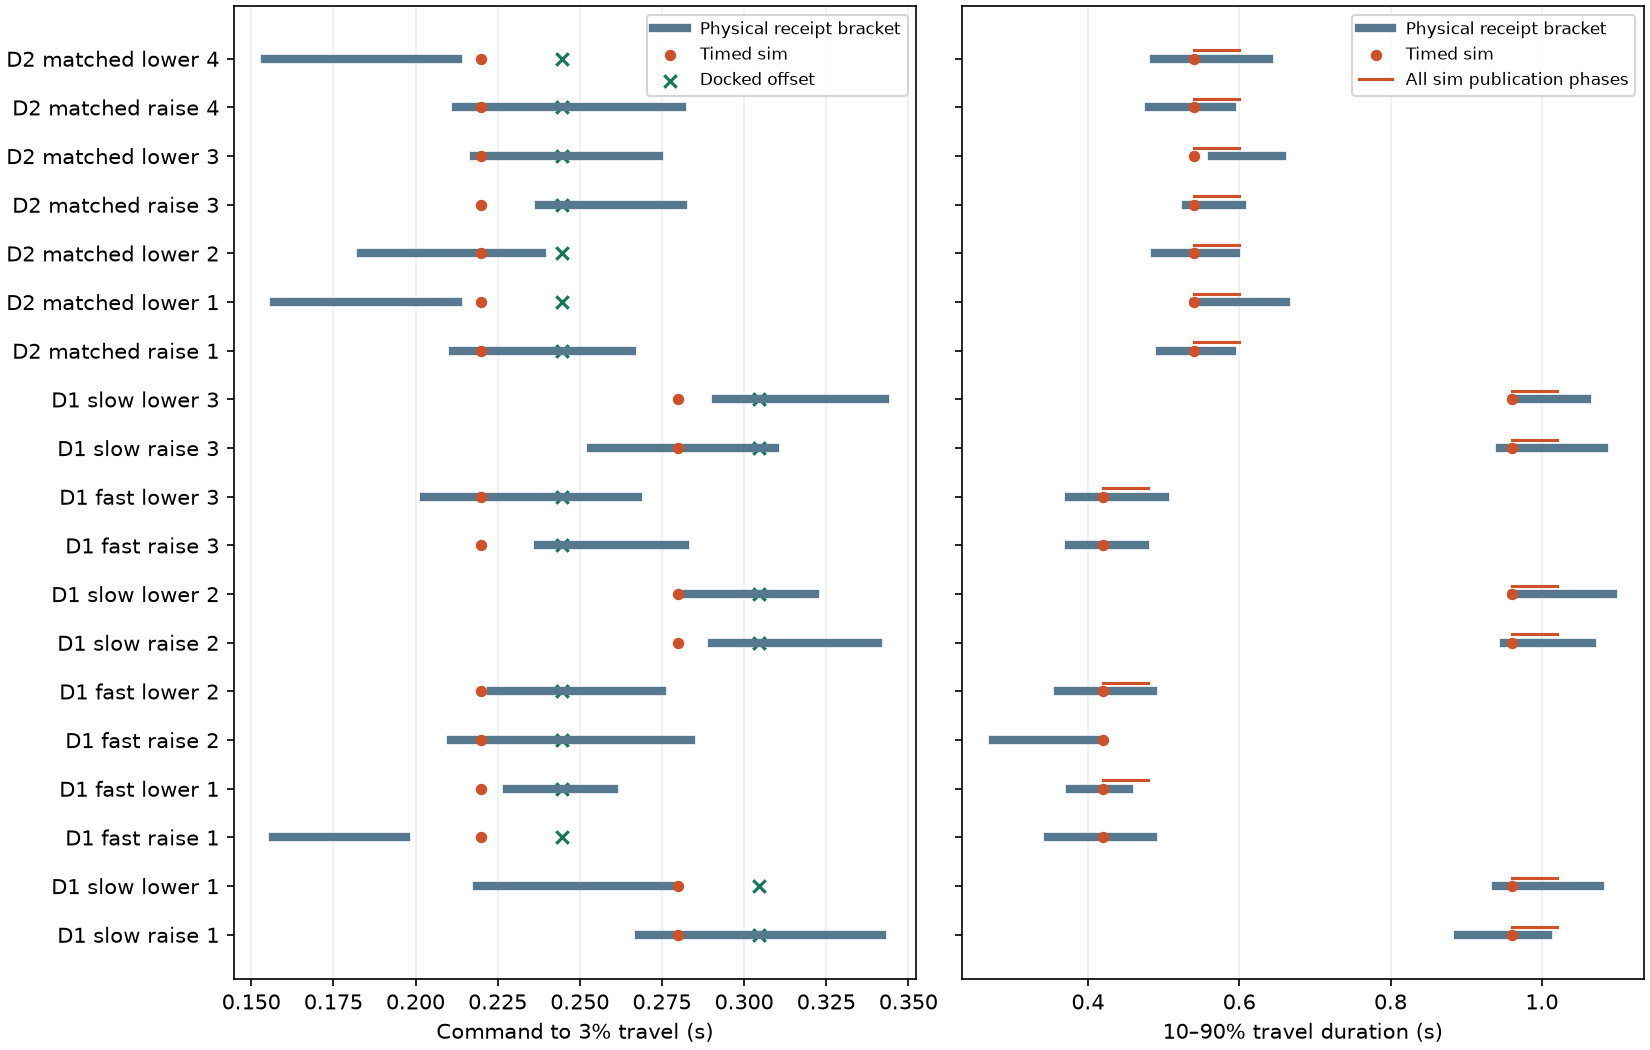 Physical receipt bracket
Timed sim
Docked offset
Physical receipt bracket
Timed sim
All sim publication phases
D2 matched lower 4
D2 matched raise 4
D2 matched lower 3
D2 matched raise 3
D2 matched lower 2
D2 matched lower 1
D2 matched raise 1
D1 slow lower 3
D1 slow raise 3
D1 fast lower 3
D1 fast raise 3
D1 slow lower 2
D1 slow raise 2
D1 fast lower 2
D1 fast raise 2
D1 fast lower 1
D1 fast raise 1
D1 slow lower 1
D1 slow raise 1
0.150 0.175 0.200 0.225 0.250 0.275 0.300 0.325 0.350
Command to 3% travel (s)
0.4 0.6 0.8 1.0
10–90% travel duration (s)